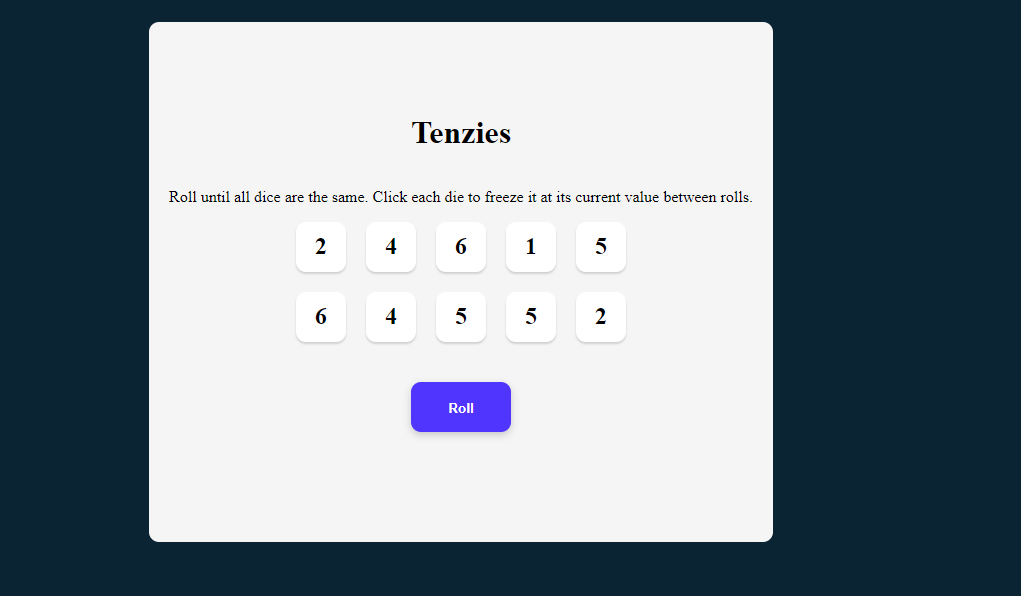 Tenzies
Roll until all dice are the same. Click each die to freeze it at its current value between rolls.
2 4 6 1 5
6 4 5 5 2
Roll